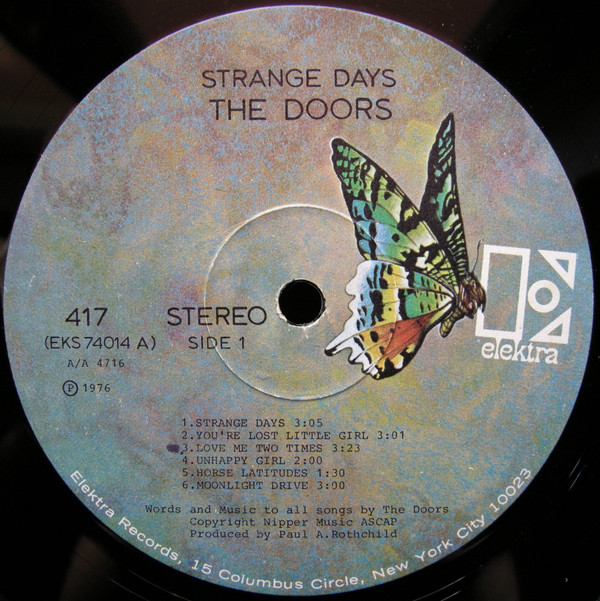 STRANGE DAYS
THE DOORS
elektra
417 STEREO
(EKS 74014 A) SIDE 1
A/A 4716
Ⓟ 1976
1.STRANGE DAYS 3:05
2.YOU'RE LOST LITTLE GIRL 3:01
3.LOVE ME TWO TIMES 3:23
4.UNHAPPY GIRL 2:00
5.HORSE LATITUDES 1:30
6.MOONLIGHT DRIVE 3:00
Words and Music to all songs by The Doors
Copyright Nipper Music ASCAP
Produced by Paul A.Rothchild
Elektra Records, 15 Columbus Circle, New York City 10023